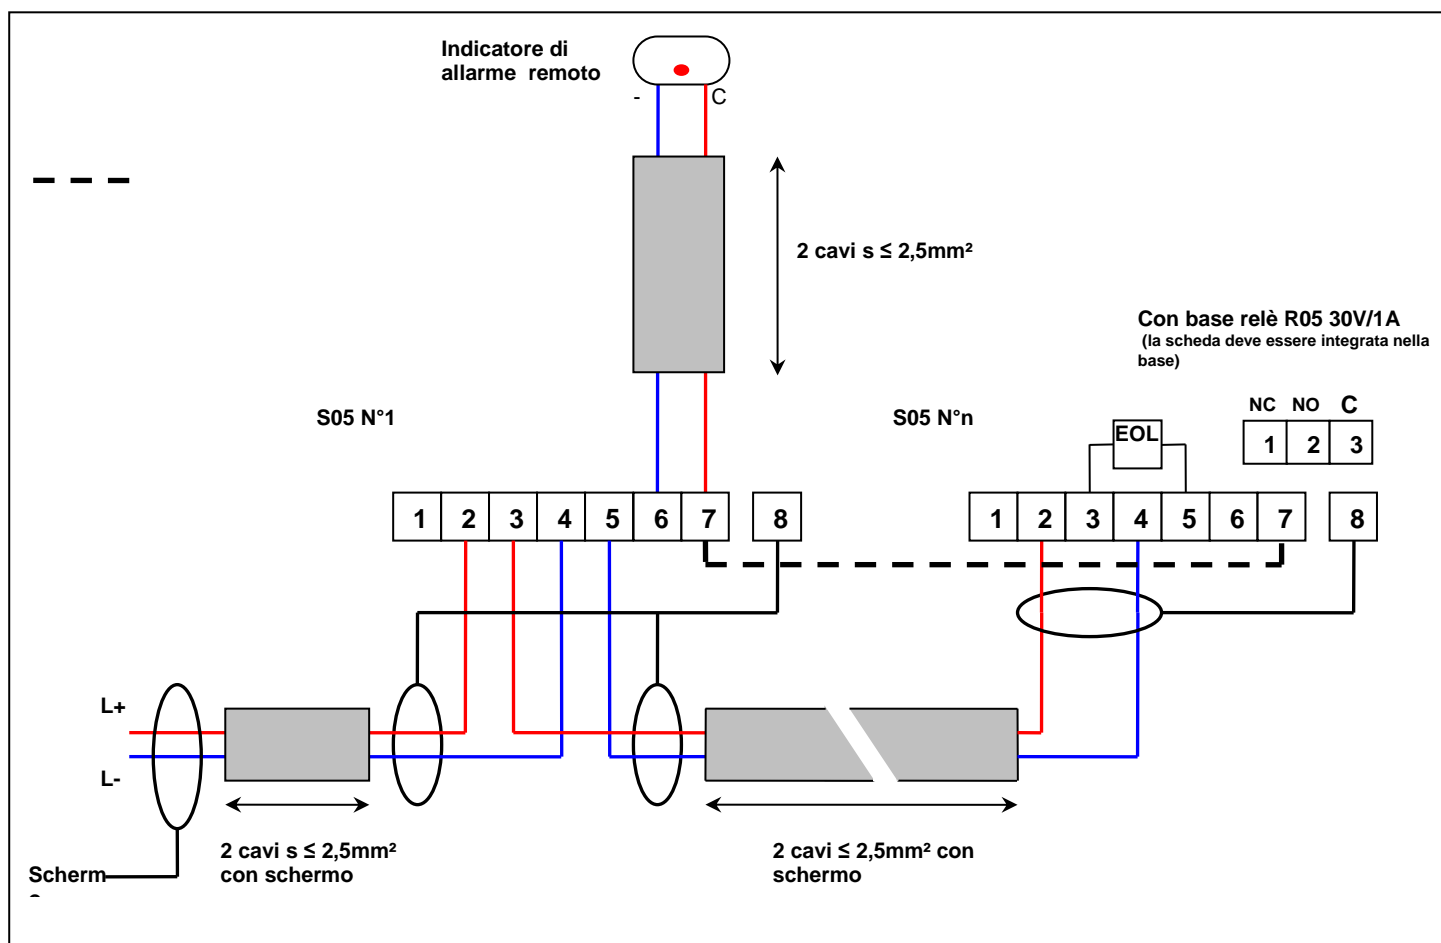 Indicatore di
allarme remoto
- C
2 cavi s ≤ 2,5mm²
Con base relè R05 30V/1A
(la scheda deve essere integrata nella
base)
S05 N°1
S05 N°n
NC NO C
EOL
1 2 3
1 2 3 4 5 6 7 8
1 2 3 4 5 6 7 8
L+
L-
2 cavi s ≤ 2,5mm²
con schermo
2 cavi ≤ 2,5mm² con
schermo
Scherm